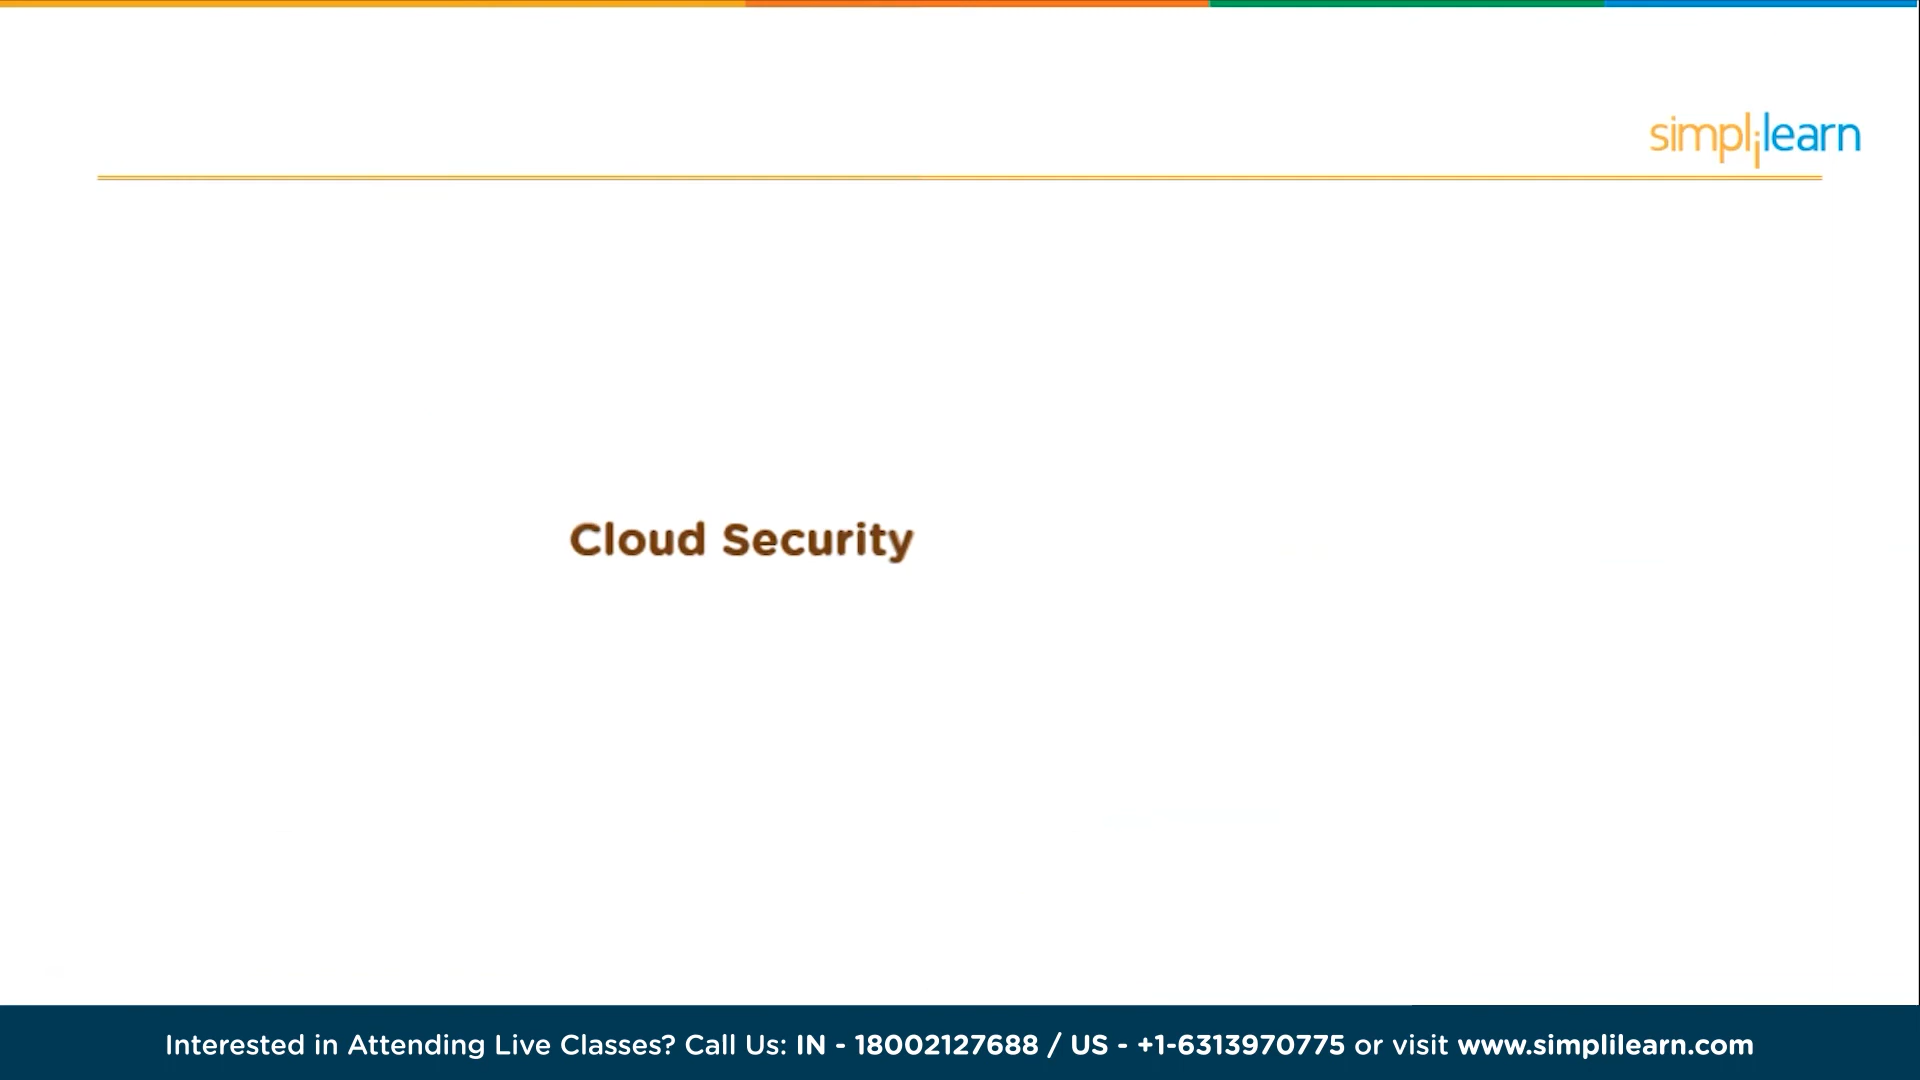 simplilearn
Cloud Security
Interested in Attending Live Classes? Call Us: IN - 18002127688 / US - +1-6313970775 or visit www.simplilearn.com